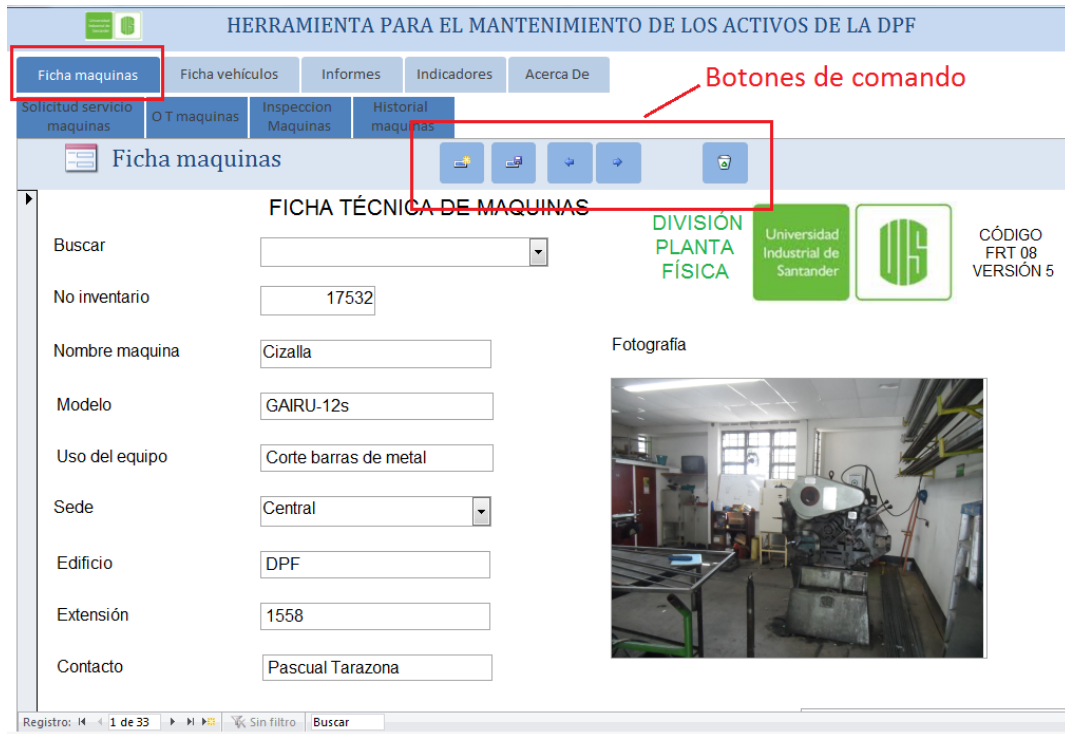 HERRAMIENTA PARA EL MANTENIMIENTO DE LOS ACTIVOS DE LA DPF
Ficha maquinas
Ficha vehículos
Informes
Indicadores
Acerca De
Botones de comando
Solicitud servicio
maquinas
O T maquinas
Inspeccion
Maquinas
Historial
maquinas
Ficha maquinas
FICHA TÉCNICA DE MAQUINAS
DIVISIÓN
PLANTA
FÍSICA
Universidad
Industrial de
Santander
UIS
CÓDIGO
FRT 08
VERSIÓN 5
Buscar
No inventario 17532
Nombre maquina Cizalla
Fotografía
Modelo GAIRU-12s
Uso del equipo Corte barras de metal
Sede Central
Edificio DPF
Extensión 1558
Contacto Pascual Tarazona
Registro: 1 de 33 Sin filtro Buscar